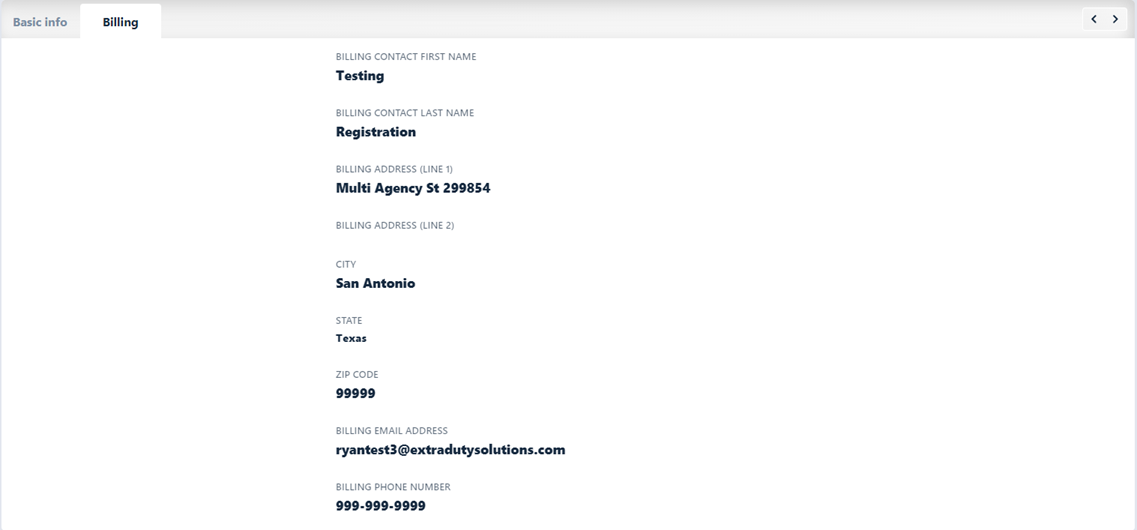 Basic info
Billing
BILLING CONTACT FIRST NAME
Testing
BILLING CONTACT LAST NAME
Registration
BILLING ADDRESS (LINE 1)
Multi Agency St 299854
BILLING ADDRESS (LINE 2)
CITY
San Antonio
STATE
Texas
ZIP CODE
99999
BILLING EMAIL ADDRESS
ryantest3@extradutysolutions.com
BILLING PHONE NUMBER
999-999-9999